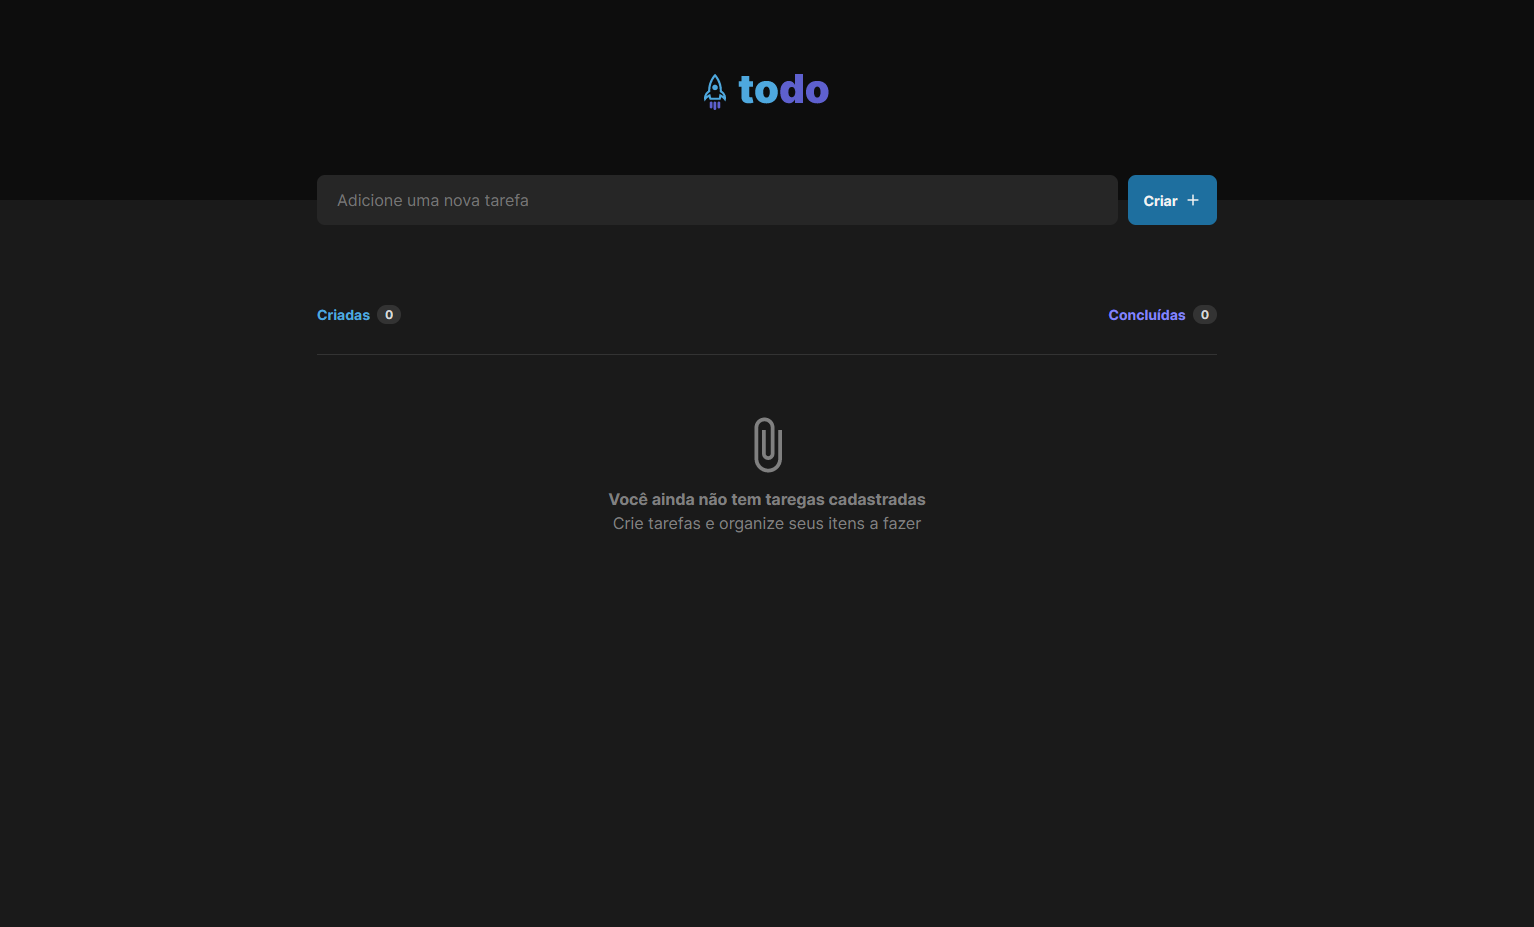 todo
Adicione uma nova tarefa
Criar +
Criadas 0
Concluídas 0
Você ainda não tem taregas cadastradas
Crie tarefas e organize seus itens a fazer